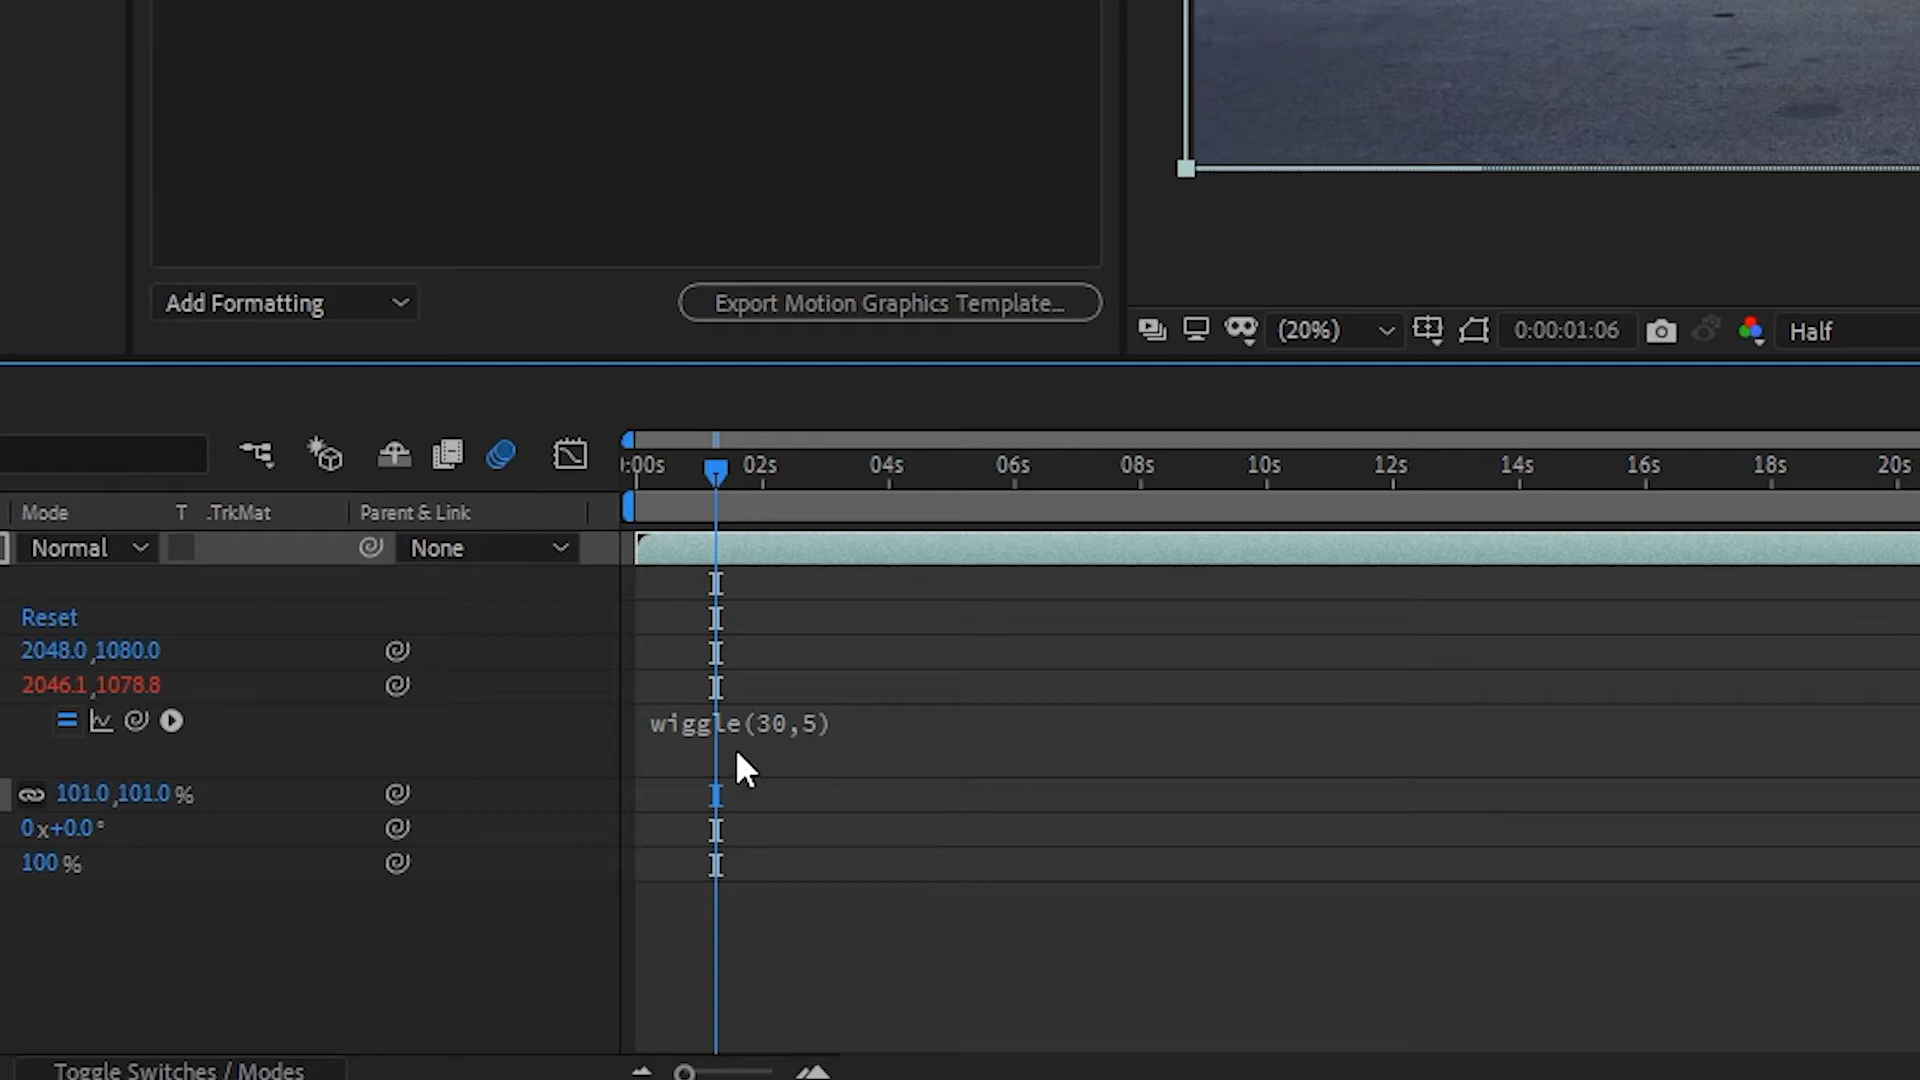 Add Formatting
Export Motion Graphics Template...
(20%)
0:00:01:06
Half
:00s 02s 04s 06s 08s 10s 12s 14s 16s 18s 20s
Mode T .TrkMat Parent & Link
Normal None
Reset
2048.0,1080.0
2046.1,1078.8
wiggle(30,5)
101.0,101.0 %
0x+0.0°
100 %
Toggle Switches / Modes